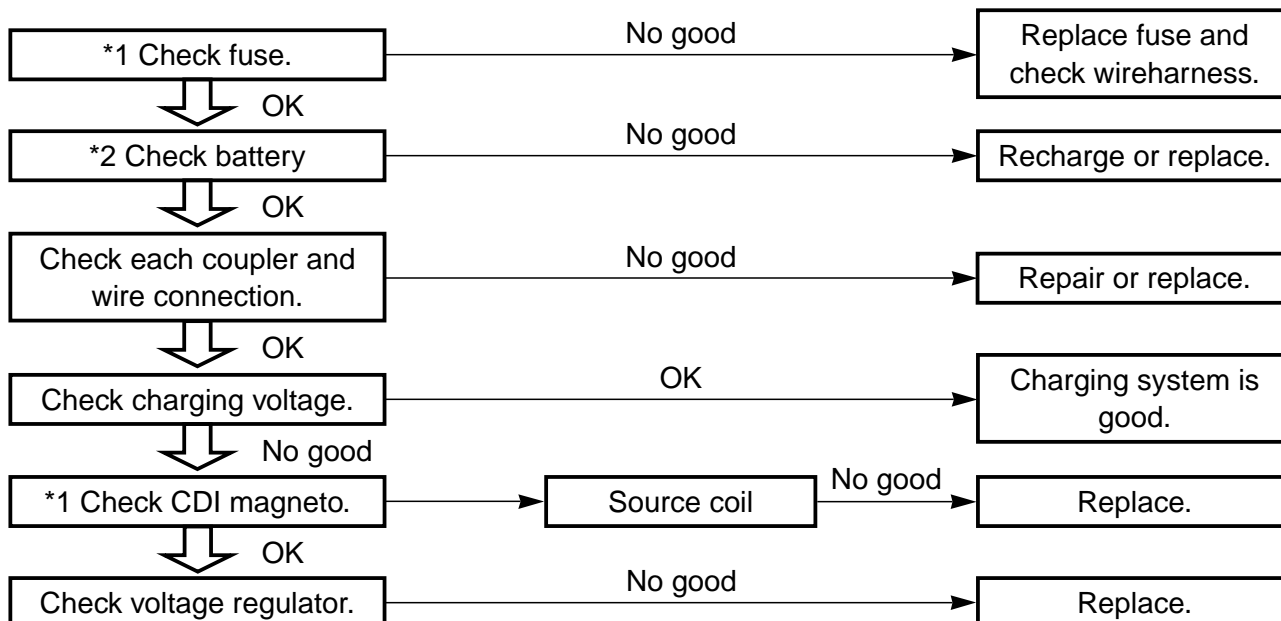 No good
*1 Check fuse.
Replace fuse and
check wireharness.
OK
No good
*2 Check battery
Recharge or replace.
OK
Check each coupler and
wire connection.
No good
Repair or replace.
OK
OK
Check charging voltage.
Charging system is
good.
No good
*1 Check CDI magneto.
Source coil
No good
Replace.
OK
No good
Check voltage regulator.
Replace.